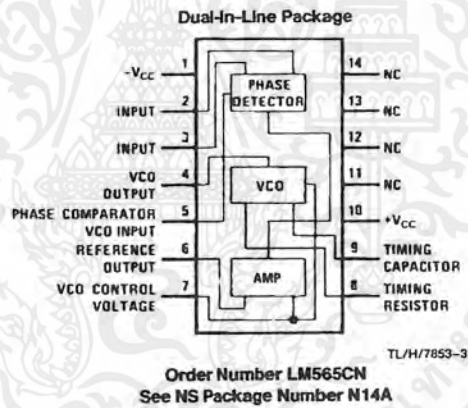 Dual-In-Line Package
1
-VCC
2
INPUT
3
INPUT
4
VCO
OUTPUT
5
PHASE COMPARATOR
VCO INPUT
6
REFERENCE
OUTPUT
7
VCO CONTROL
VOLTAGE
PHASE
DETECTOR
VCO
AMP
14
NC
13
NC
12
NC
11
NC
10
+VCC
9
TIMING
CAPACITOR
8
TIMING
RESISTOR
TL/H/7853-3
Order Number LM565CN
See NS Package Number N14A